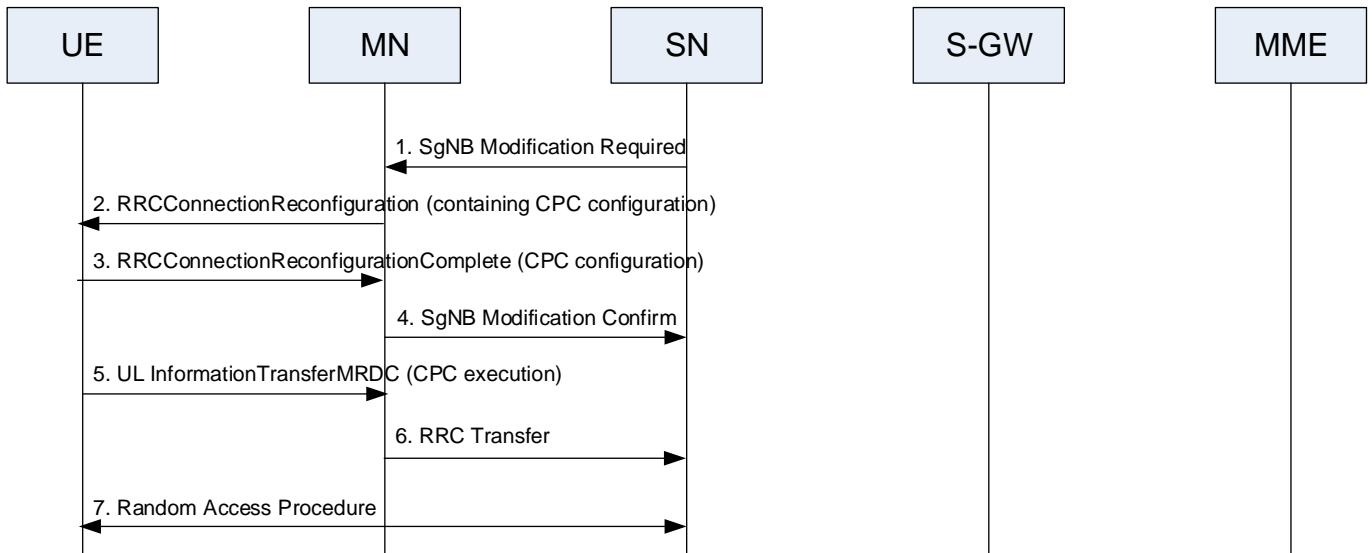 UE
MN
SN
S-GW
MME
1. SgNB Modification Required
2. RRCConnectionReconfiguration (containing CPC configuration)
3. RRCConnectionReconfigurationComplete (CPC configuration)
4. SgNB Modification Confirm
5. UL InformationTransferMRDC (CPC execution)
6. RRC Transfer
7. Random Access Procedure